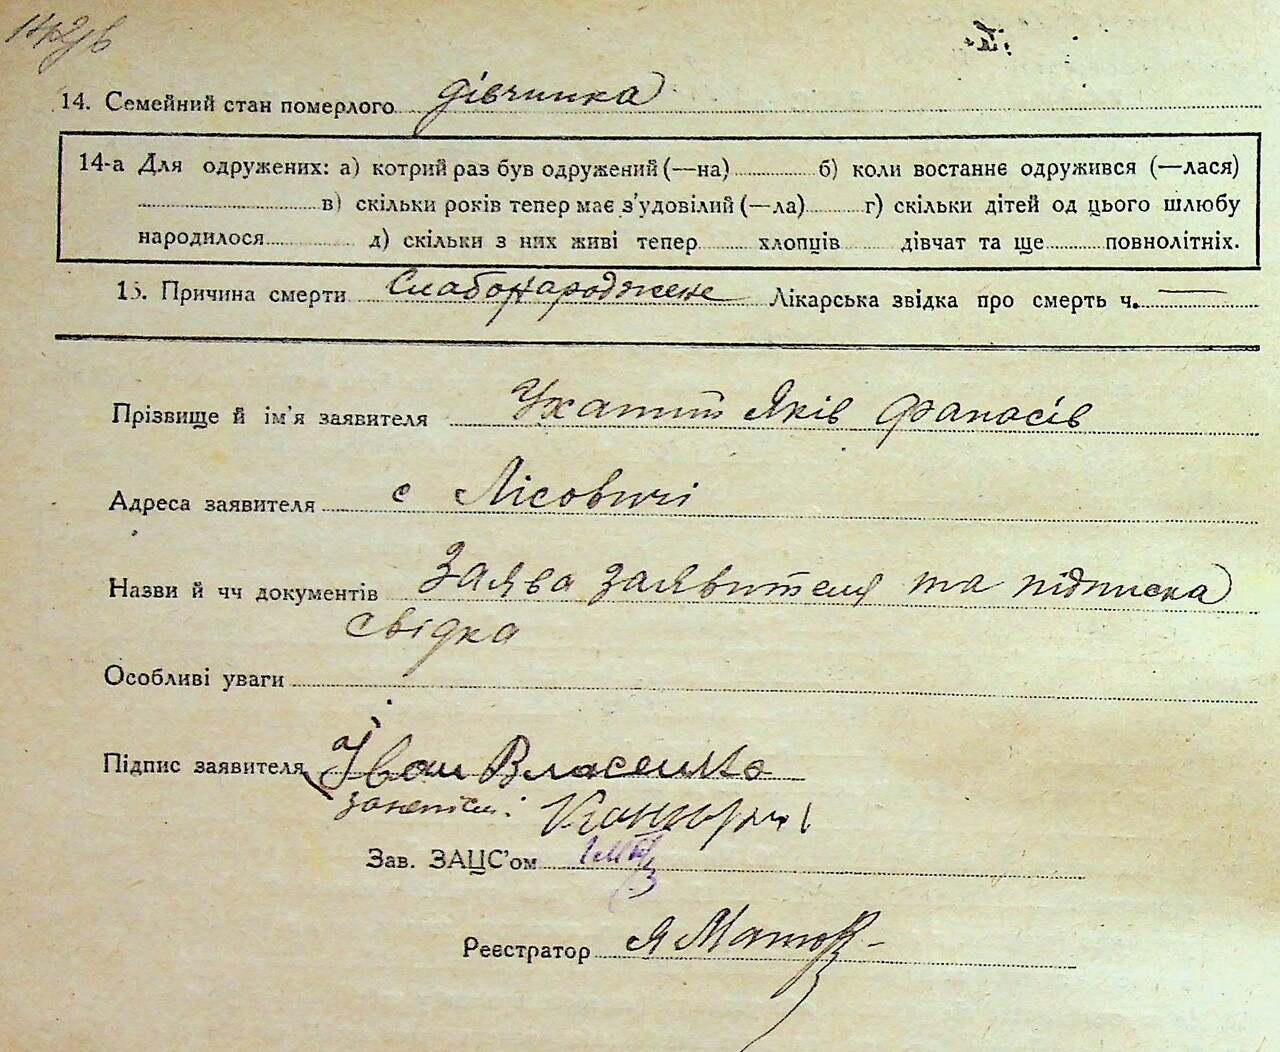 142зв
14. Семейний стан померлого дівчинка
14-а Для одружених: а) котрий раз був одружений (—на) б) коли востаннє одружився (—лася)
в) скільки років тепер має з'удовілий (—ла) г) скільки дітей од цього шлюбу
народилося д) скільки з них живі тепер хлопців дівчат та ще повнолітніх.
15. Причина смерти Слабонароджене Лікарська звідка про смерть ч. —
Прізвище й ім'я заявителя Ухатий Яків Фанасів
Адреса заявителя с Лісовичі
Назви й чч документів Заява заявителя та підписка
свідка
Особливі уваги
Підпис заявителя Іван Власенко
Зав. ЗАЦС'ом
Реєстратор